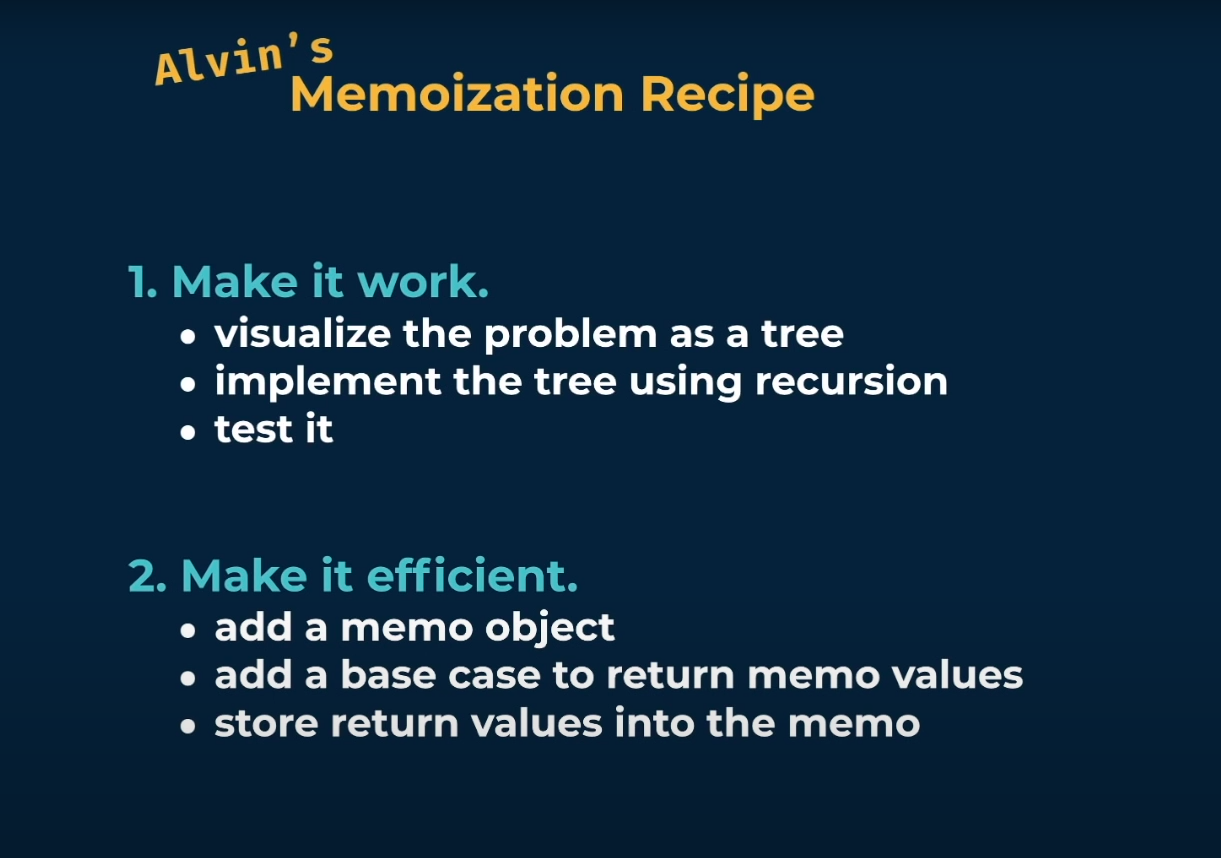 Alvin's
Memoization Recipe
1. Make it work.
• visualize the problem as a tree
• implement the tree using recursion
• test it
2. Make it efficient.
• add a memo object
• add a base case to return memo values
• store return values into the memo